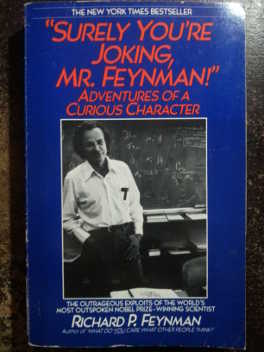 THE NEW YORK TIMES BESTSELLER
"SURELY YOU'RE
JOKING,
MR. FEYNMAN!"
ADVENTURES OF A
CURIOUS CHARACTER
THE OUTRAGEOUS EXPLOITS OF THE WORLD'S
MOST OUTSPOKEN NOBEL PRIZE-WINNING SCIENTIST
RICHARD P. FEYNMAN
Author of "WHAT DO YOU CARE WHAT OTHER PEOPLE THINK?"